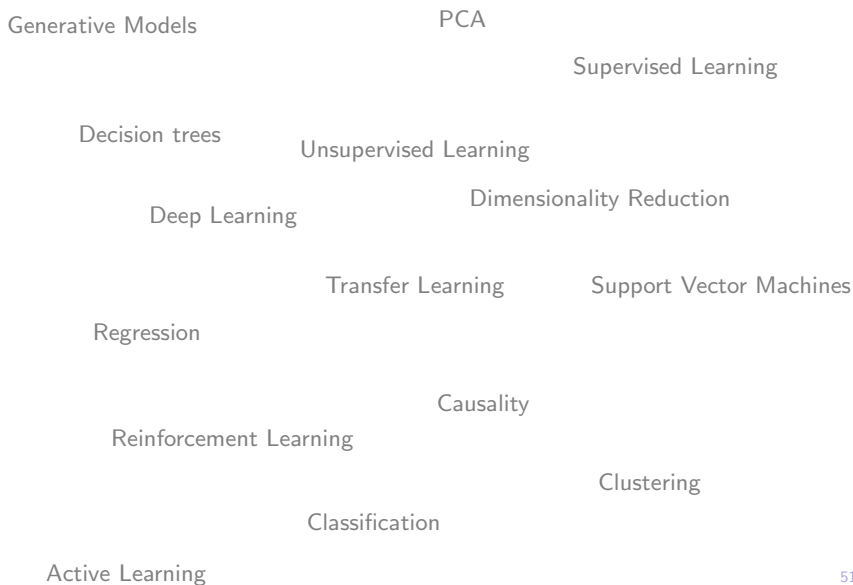 Generative Models
PCA
Supervised Learning
Decision trees
Unsupervised Learning
Dimensionality Reduction
Deep Learning
Transfer Learning
Support Vector Machines
Regression
Causality
Reinforcement Learning
Clustering
Classification
Active Learning
51